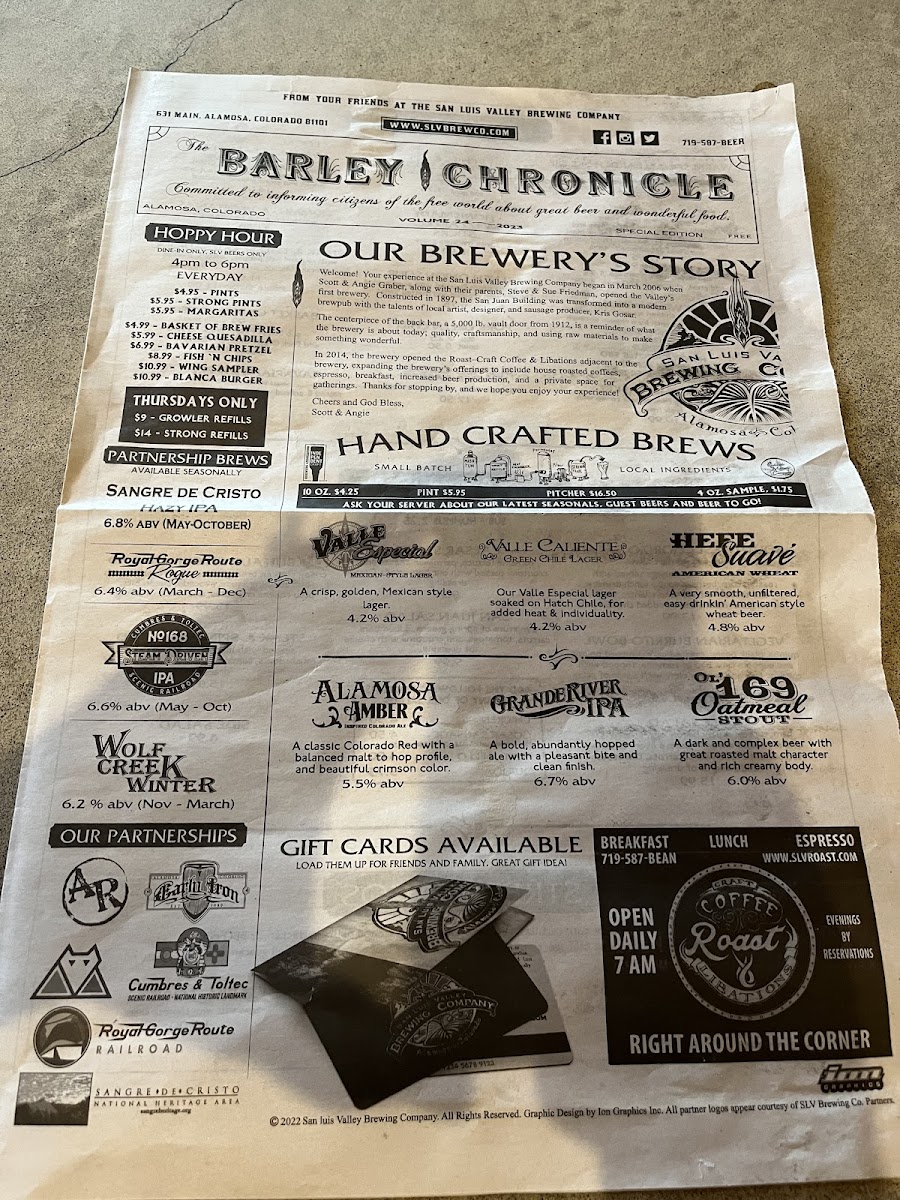 FROM YOUR FRIENDS AT THE SAN LUIS VALLEY BREWING COMPANY
631 MAIN, ALAMOSA, COLORADO 81101
WWW.SLVBREWCO.COM
719-587-BEER
The
BARLEY CHRONICLE
Committed to informing citizens of the free world about great beer and wonderful food.
ALAMOSA, COLORADO
VOLUME 24 — 2023
SPECIAL EDITION
FREE
HOPPY HOUR
DINE-IN ONLY, SLV BEERS ONLY
4pm to 6pm
EVERYDAY
$4.95 - PINTS
$5.95 - STRONG PINTS
$5.95 - MARGARITAS
$4.99 - BASKET OF BREW FRIES
$5.99 - CHEESE QUESADILLA
$6.99 - BAVARIAN PRETZEL
$8.99 - FISH 'N CHIPS
$10.99 - WING SAMPLER
$10.99 - BLANCA BURGER
THURSDAYS ONLY
$9 - GROWLER REFILLS
$14 - STRONG REFILLS
PARTNERSHIP BREWS
AVAILABLE SEASONALLY
SANGRE DE CRISTO
HAZY IPA
6.8% ABV (MAY-OCTOBER)
Royal Gorge Route
Rogue
6.4% abv (March - Dec)
CUMBRES & TOLTEC
Nº168
STEAM DRIVEN
IPA
SCENIC RAILROAD
6.6% abv (May - Oct)
WOLF
CREEK
WINTER
6.2 % abv (Nov - March)
OUR PARTNERSHIPS
AR
Early Iron
Cumbres & Toltec
SCENIC RAILROAD - NATIONAL HISTORIC LANDMARK
Royal Gorge Route
RAILROAD
SANGRE DE CRISTO
NATIONAL HERITAGE AREA
sangreheritage.org
OUR BREWERY'S STORY
Welcome! Your experience at the San Luis Valley Brewing Company began in March 2006 when
Scott & Angie Graber, along with their parents, Steve & Sue Friedman, opened the Valley's
first brewery. Constructed in 1897, the San Juan Building was transformed into a modern
brewpub with the talents of local artist, designer, and sausage producer, Kris Gosar.
The centerpiece of the back bar, a 5,000 lb. vault door from 1912, is a reminder of what
the brewery is about today; quality, craftsmanship, and using raw materials to make
something wonderful.
In 2014, the brewery opened the Roast-Craft Coffee & Libations adjacent to the
brewery, expanding the brewery's offerings to include house roasted coffees,
espresso, breakfast, increased beer production, and a private space for
gatherings. Thanks for stopping by, and we hope you enjoy your experience!
Cheers and God Bless,
Scott & Angie
SAN LUIS VA
BREWING CO
Alamosa Col
HAND CRAFTED BREWS
SMALL BATCH
LOCAL INGREDIENTS
10 OZ. $4.25
PINT $5.95
PITCHER $16.50
4 OZ. SAMPLE, $1.75
ASK YOUR SERVER ABOUT OUR LATEST SEASONALS, GUEST BEERS AND BEER TO GO!
VALLE
Especial
MEXICAN-STYLE LAGER
A crisp, golden, Mexican style
lager.
4.2% abv
VALLE CALIENTE
GREEN CHILE LAGER
Our Valle Especial lager
soaked on Hatch Chile, for
added heat & individuality.
4.2% abv
HEFE
Suavé
AMERICAN WHEAT
A very smooth, unfiltered,
easy drinkin' American style
wheat beer.
4.8% abv
ALAMOSA
AMBER
INSPIRED COLORADO ALE
A classic Colorado Red with a
balanced malt to hop profile,
and beautiful crimson color.
5.5% abv
GRANDE RIVER
IPA
A bold, abundantly hopped
ale with a pleasant bite and
clean finish.
6.7% abv
OL' 169
Oatmeal
STOUT
A dark and complex beer with
great roasted malt character
and rich creamy body.
6.0% abv
GIFT CARDS AVAILABLE
LOAD THEM UP FOR FRIENDS AND FAMILY. GREAT GIFT IDEA!
VALLEY
BREWING COMPANY
BREAKFAST
LUNCH
ESPRESSO
719-587-BEAN
WWW.SLVROAST.COM
OPEN
DAILY
7 AM
CRAFT
COFFEE
Roast
LIBATIONS
EVENINGS
BY
RESERVATIONS
RIGHT AROUND THE CORNER
ion
GRAPHICS
© 2022 San luis Valley Brewing Company. All Rights Reserved. Graphic Design by Ion Graphics Inc. All partner logos appear courtesy of SLV Brewing Co. Partners.